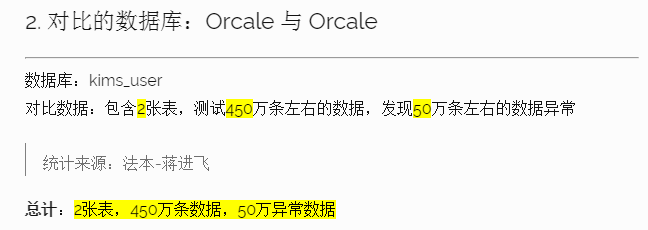 2. 对比的数据库：Orcale 与 Orcale
数据库：kims_user
对比数据：包含2张表，测试450万条左右的数据，发现50万条左右的数据异常
统计来源：法本-蒋进飞
总计：2张表，450万条数据，50万异常数据